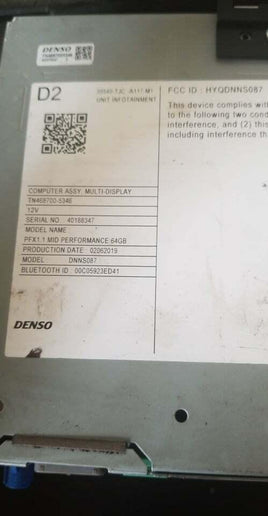 DENSO
D2
39540-TJC-A117-M1
UNIT INFOTAINMENT
FCC ID : HYQDNNS087
This device complies with
to the following two cond
interference, and (2) this
including interference th
COMPUTER ASSY. MULTI-DISPLAY
TN468700-5346
12V
SERIAL NO. 40188347
MODEL NAME
PFX1.1 MID PERFORMANCE:64GB
PRODUCTION DATE : 02062019
MODEL : DNNS087
BLUETOOTH ID : 00C05923ED41
DENSO